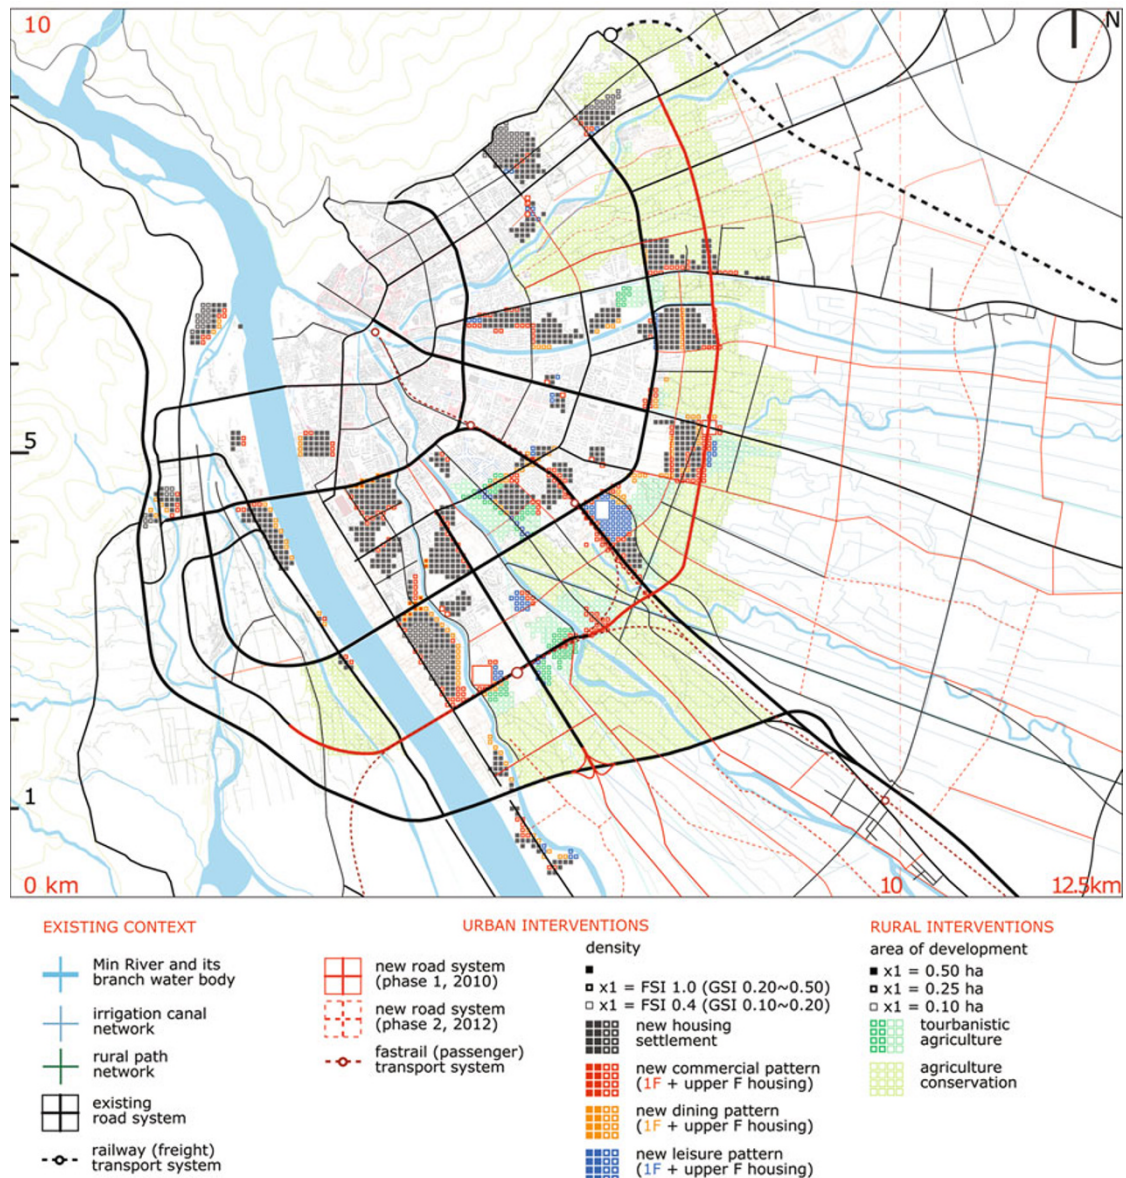 10
N
5
1
0 km
10
12.5km
EXISTING CONTEXT
Min River and its
branch water body
irrigation canal
network
rural path
network
existing
road system
railway (freight)
transport system
URBAN INTERVENTIONS
new road system
(phase 1, 2010)
new road system
(phase 2, 2012)
fastrail (passenger)
transport system
density
x1 = FSI 1.0 (GSI 0.20~0.50)
x1 = FSI 0.4 (GSI 0.10~0.20)
new housing
settlement
new commercial pattern
(1F + upper F housing)
new dining pattern
(1F + upper F housing)
new leisure pattern
(1F + upper F housing)
RURAL INTERVENTIONS
area of development
x1 = 0.50 ha
x1 = 0.25 ha
x1 = 0.10 ha
tourbanistic
agriculture
agriculture
conservation